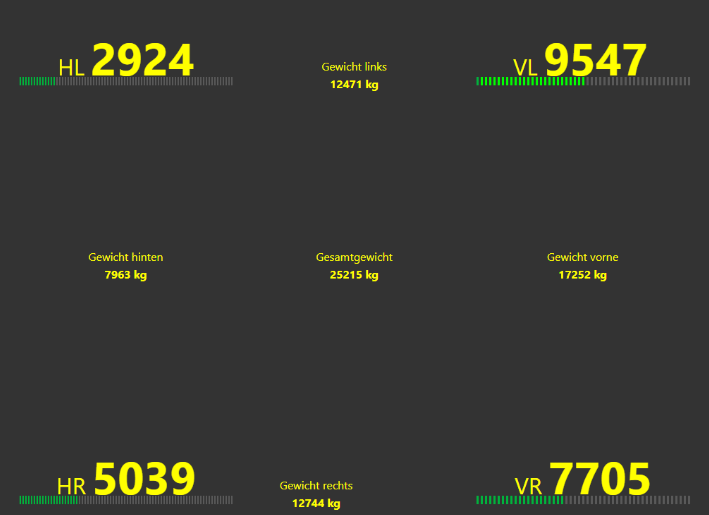 HL 2924
Gewicht links
12471 kg
VL 9547
Gewicht hinten
7963 kg
Gesamtgewicht
25215 kg
Gewicht vorne
17252 kg
HR 5039
Gewicht rechts
12744 kg
VR 7705